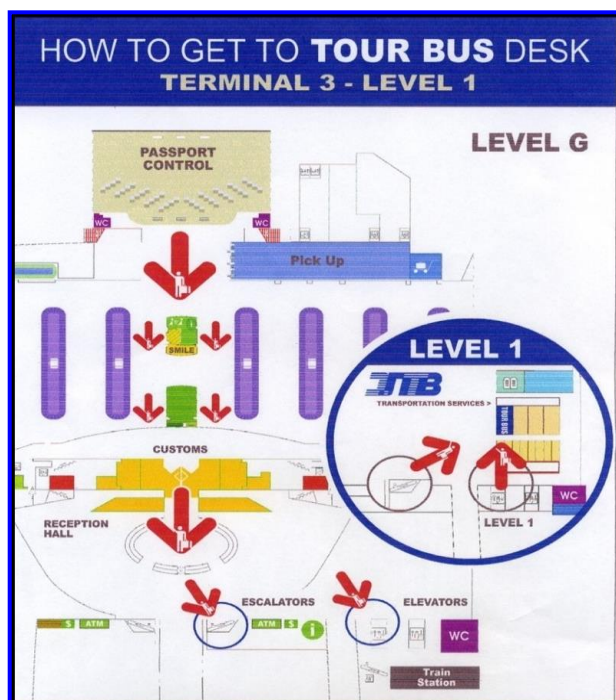 HOW TO GET TO TOUR BUS DESK
TERMINAL 3 - LEVEL 1
LEVEL G
PASSPORT
CONTROL
WC
WC
Pick Up
SMILE
LEVEL 1
JTB
TRANSPORTATION SERVICES >
TOUR BUS
CUSTOMS
WC
LEVEL 1
RECEPTION
HALL
ESCALATORS
ELEVATORS
$
ATM
ATM
$
i
WC
Train
Station